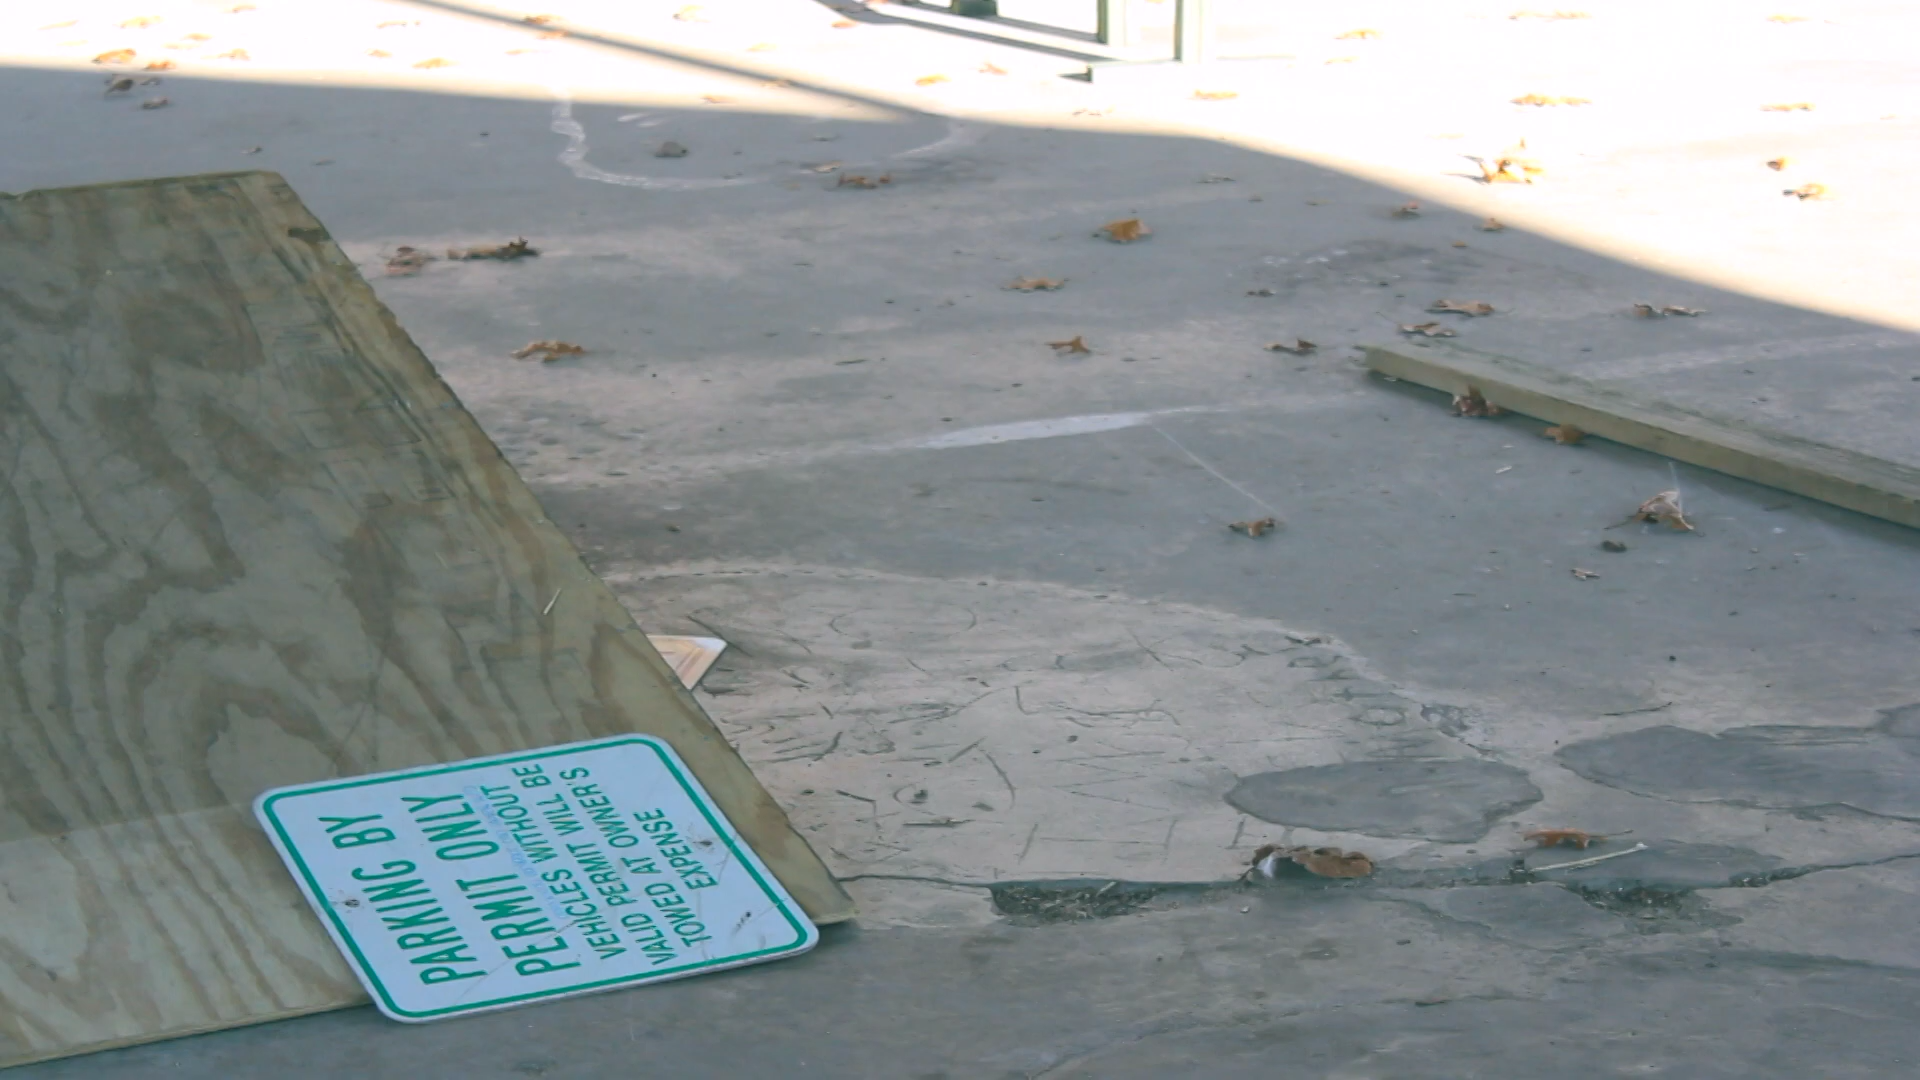 PARKING BY
PERMIT ONLY
VEHICLES WITHOUT
VALID PERMIT WILL BE
TOWED AT OWNER'S
EXPENSE